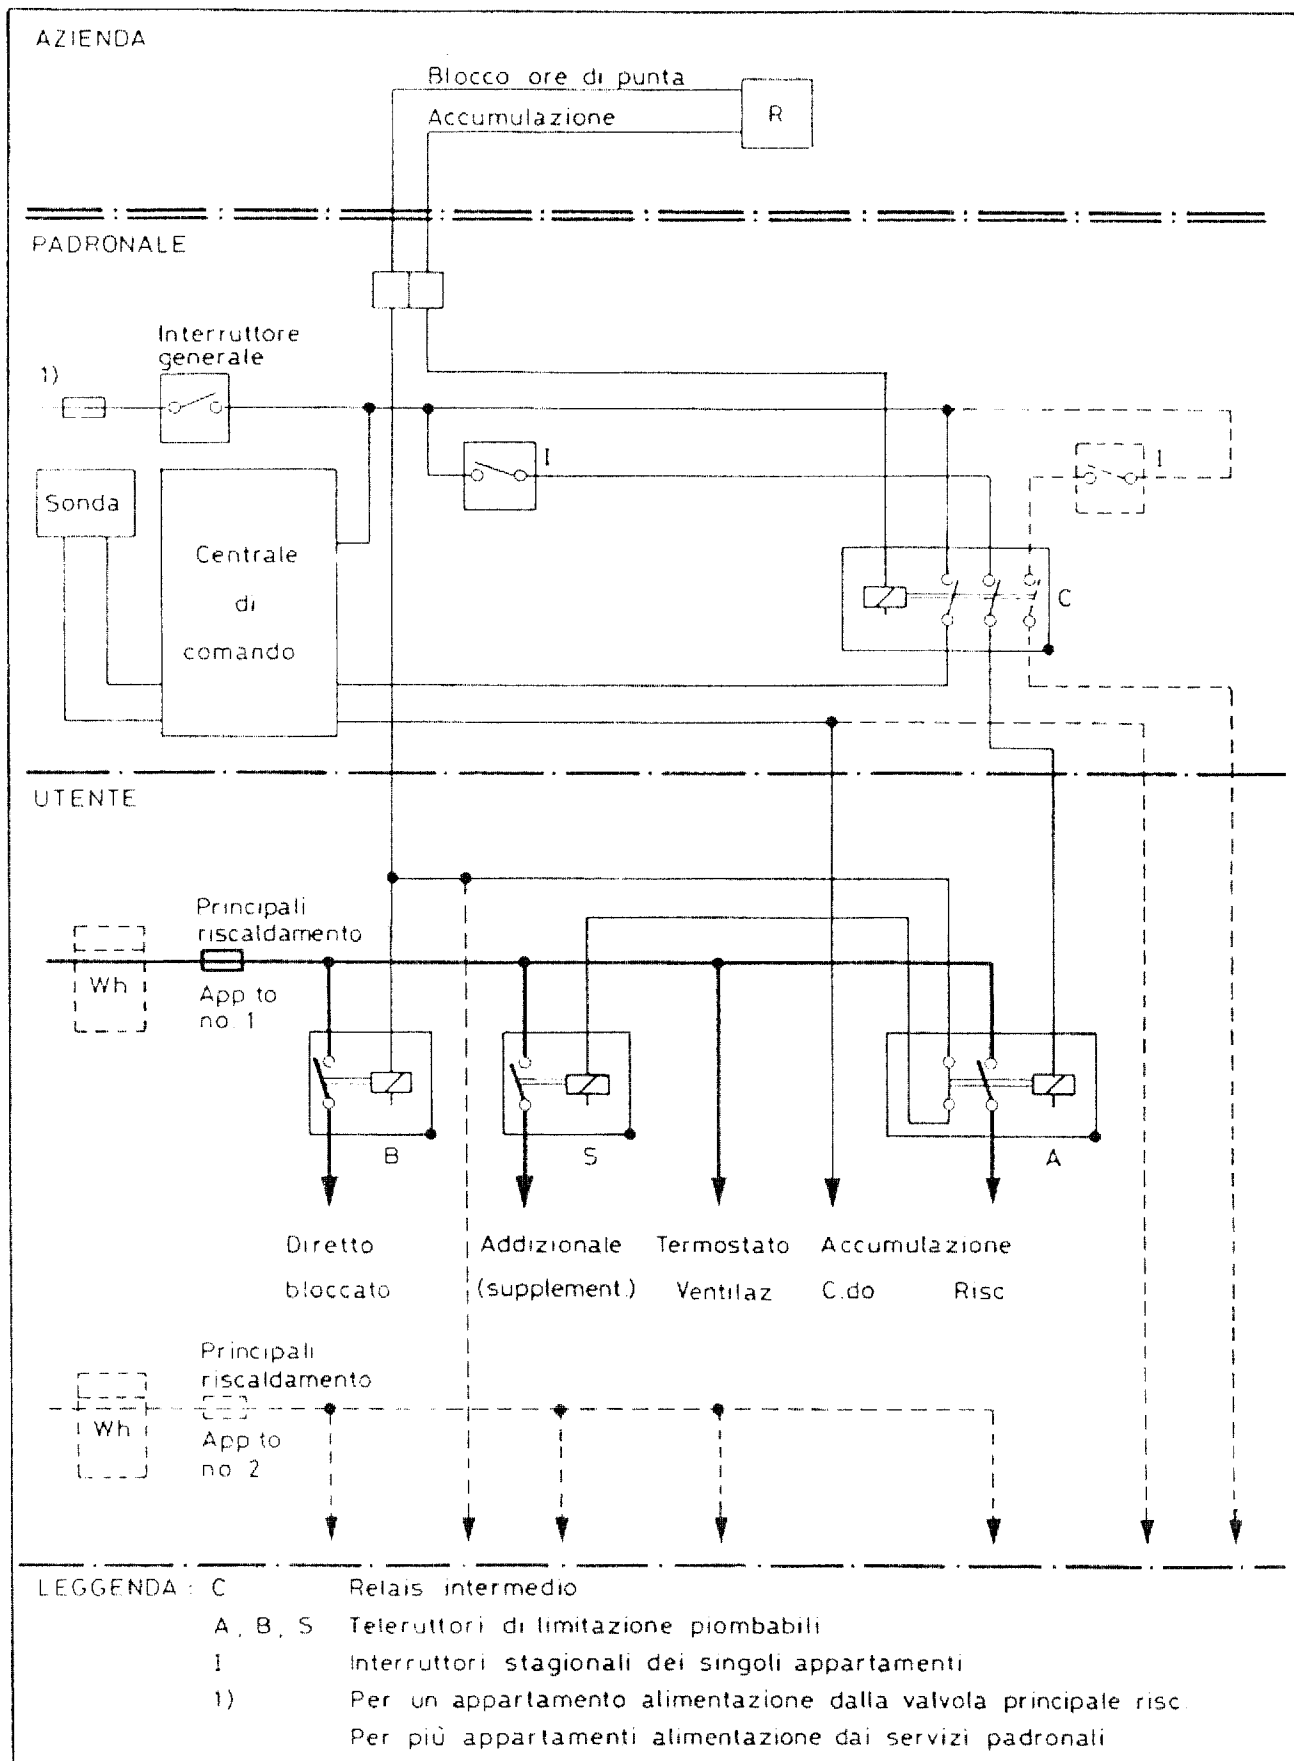 AZIENDA
Blocco ore di punta
Accumulazione
R
PADRONALE
Interruttore
generale
1)
I
I
Sonda
Centrale
di
comando
C
UTENTE
Principali
riscaldamento
Wh
App.to
no. 1
B
S
A
Diretto
bloccato
Addizionale
(supplement.)
Termostato
Ventilaz
Accumulazione
C.do Risc
Principali
riscaldamento
Wh
App.to
no. 2
LEGGENDA : C Relais intermedio
A, B, S Teleruttori di limitazione piombabili
I Interruttori stagionali dei singoli appartamenti
1) Per un appartamento alimentazione dalla valvola principale risc.
Per più appartamenti alimentazione dai servizi padronali